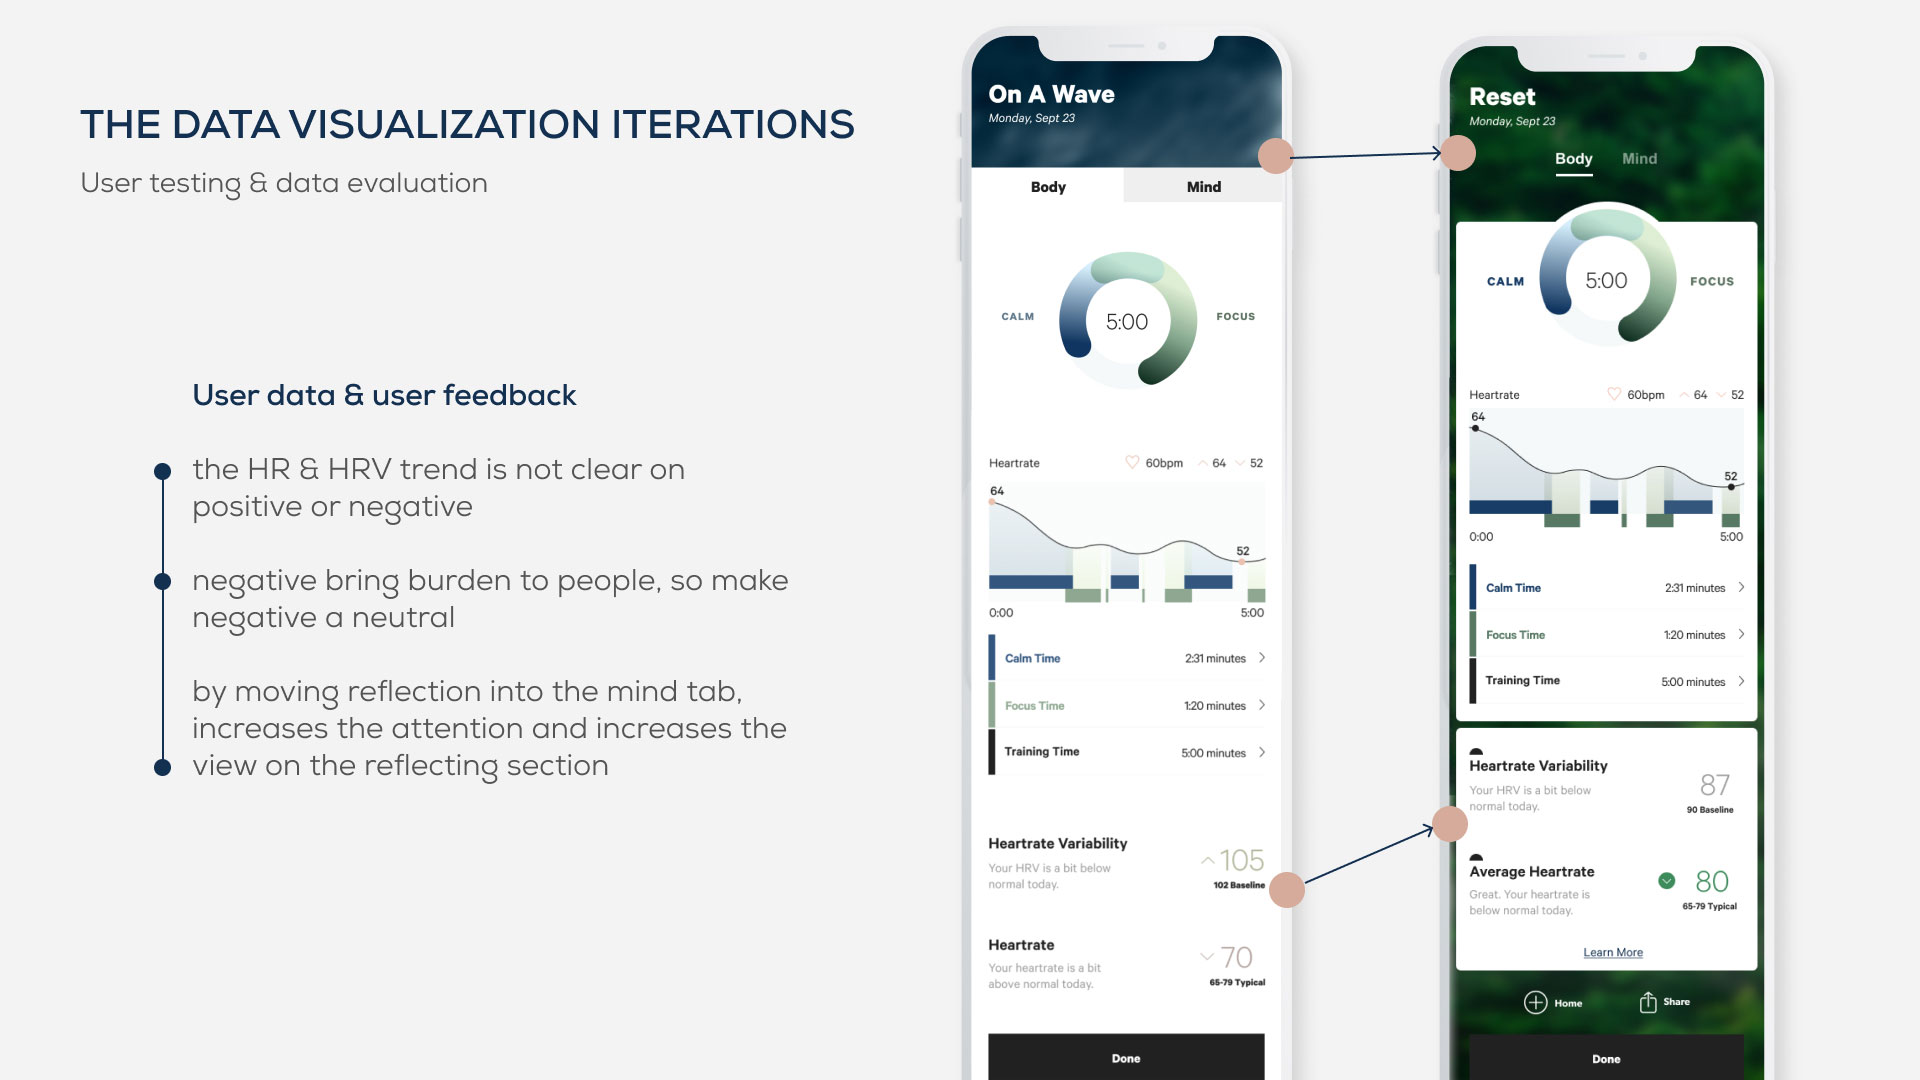 THE DATA VISUALIZATION ITERATIONS
User testing & data evaluation
User data & user feedback
the HR & HRV trend is not clear on
positive or negative
negative bring burden to people, so make
negative a neutral
by moving reflection into the mind tab,
increases the attention and increases the
view on the reflecting section
On A Wave
Monday, Sept 23
Body Mind
CALM 5:00 FOCUS
Heartrate 60bpm 64 52
64
52
0:00 5:00
Calm Time 2:31 minutes
Focus Time 1:20 minutes
Training Time 5:00 minutes
Heartrate Variability
Your HRV is a bit below
normal today.
105
102 Baseline
Heartrate
Your heartrate is a bit
above normal today.
70
65-79 Typical
Done
Reset
Monday, Sept 23
Body Mind
CALM 5:00 FOCUS
Heartrate 60bpm 64 52
64
52
0:00 5:00
Calm Time 2:31 minutes
Focus Time 1:20 minutes
Training Time 5:00 minutes
Heartrate Variability
Your HRV is a bit below
normal today.
87
90 Baseline
Average Heartrate
Great. Your heartrate is
below normal today.
80
65-79 Typical
Learn More
Home Share
Done